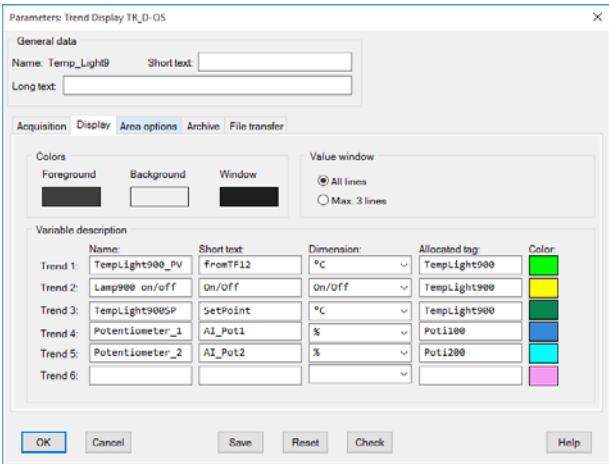 Parameters: Trend Display TR_D-OS
General data
Name: Temp_Light9 Short text:
Long text:
Acquisition Display Area options Archive File transfer
Colors
Foreground Background Window
Value window
All lines
Max. 3 lines
Variable description
Name: Short text: Dimension: Allocated tag: Color:
Trend 1: TempLight900_PV fromTF12 °C TempLight900
Trend 2: Lamp900 on/off On/Off On/Off TempLight900
Trend 3: TempLight900SP SetPoint °C TempLight900
Trend 4: Potentiometer_1 AI_Pot1 % Poti100
Trend 5: Potentiometer_2 AI_Pot2 % Poti200
Trend 6:
OK Cancel Save Reset Check Help